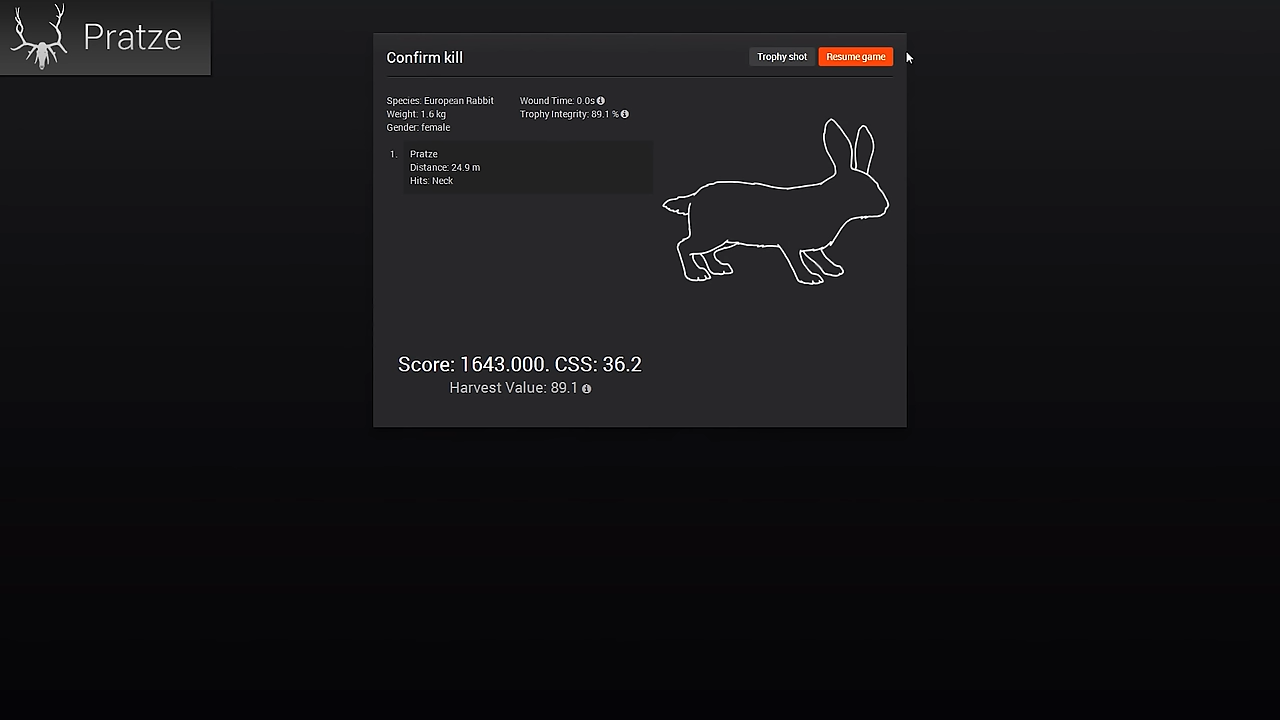 Pratze
Confirm kill
Trophy shot
Resume game
Species: European Rabbit
Weight: 1.6 kg
Gender: female
Wound Time: 0.0s
Trophy Integrity: 89.1 %
1.
Pratze
Distance: 24.9 m
Hits: Neck
Score: 1643.000. CSS: 36.2
Harvest Value: 89.1